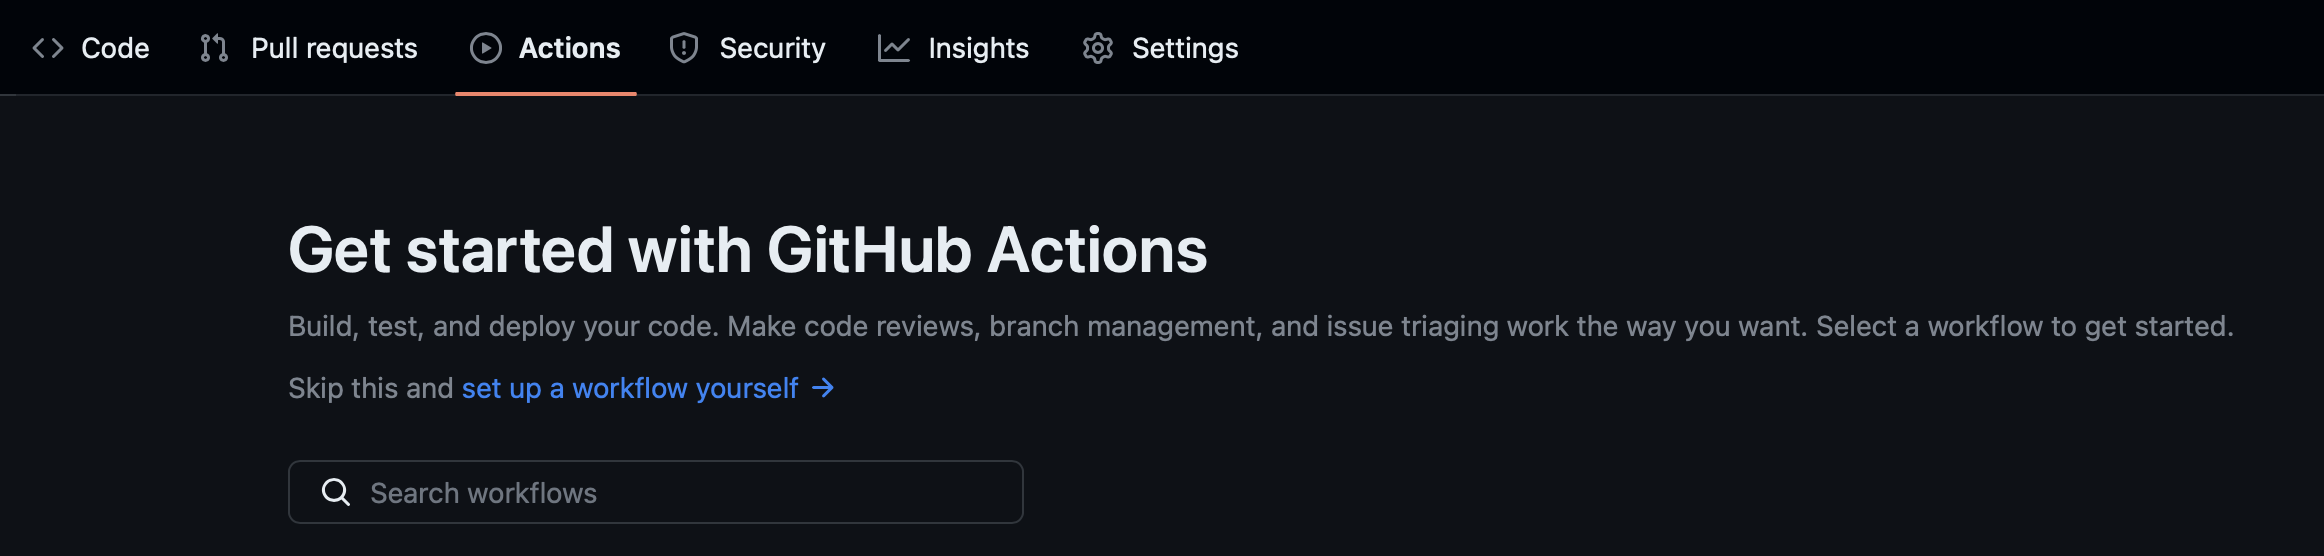 Code Pull requests Actions Security Insights Settings
Get started with GitHub Actions
Build, test, and deploy your code. Make code reviews, branch management, and issue triaging work the way you want. Select a workflow to get started.
Skip this and set up a workflow yourself →
Search workflows